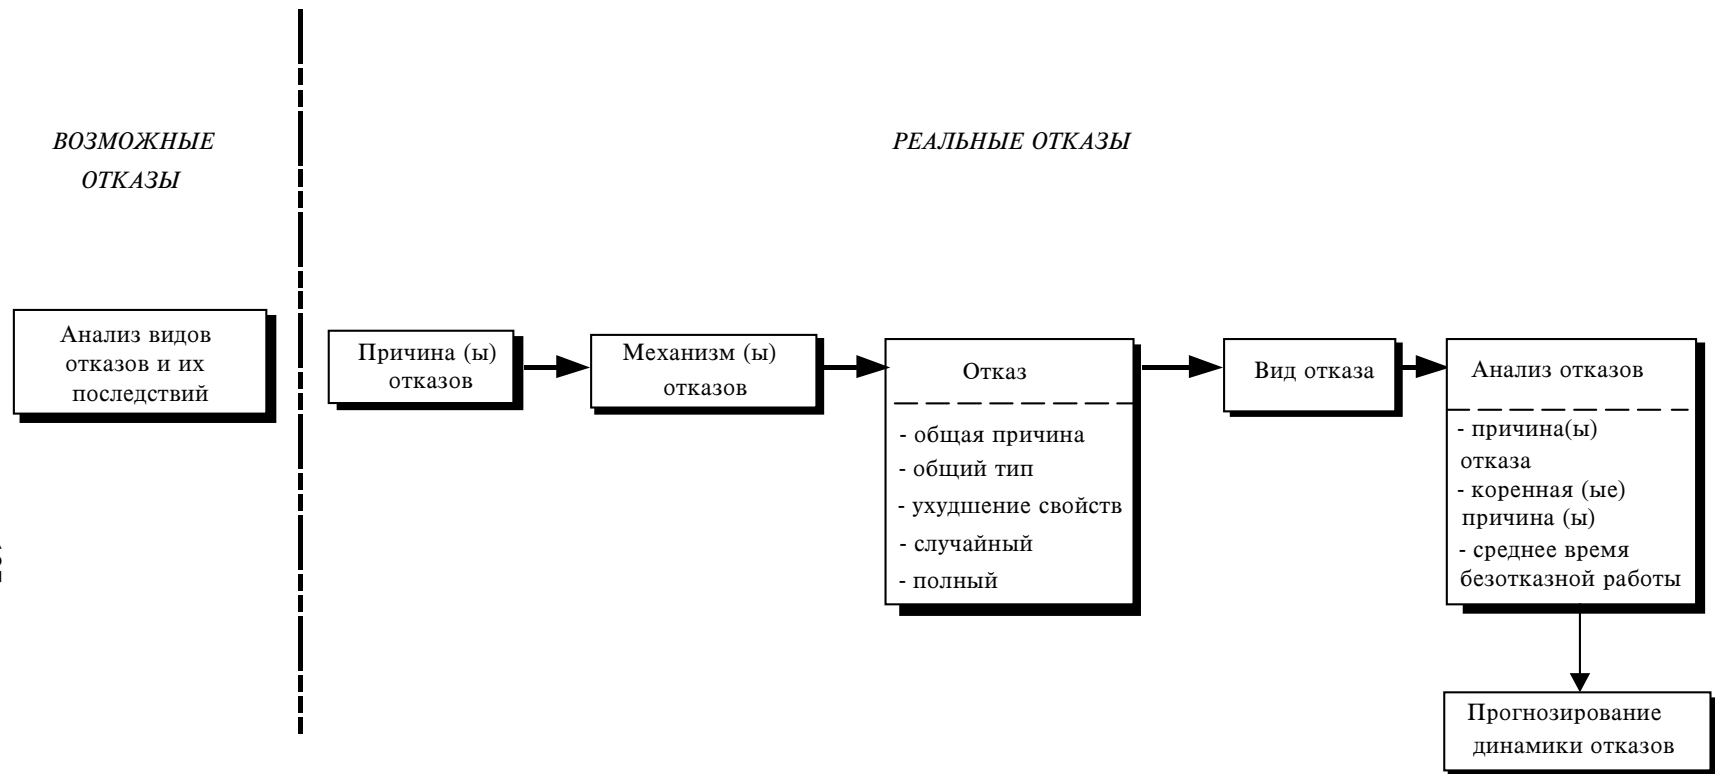 ВОЗМОЖНЫЕ
ОТКАЗЫ
РЕАЛЬНЫЕ ОТКАЗЫ
Анализ видов
отказов и их
последствий
Причина (ы)
отказов
Механизм (ы)
отказов
Отказ
- общая причина
- общий тип
- ухудшение свойств
- случайный
- полный
Вид отказа
Анализ отказов
- причина(ы)
отказа
- коренная (ые)
причина (ы)
- среднее время
безотказной работы
Прогнозирование
динамики отказов